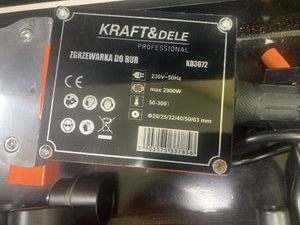 KRAFT&DELE
PROFESSIONAL
ZGRZEWARKA DO RUR KD3072
230V~50Hz
max 2900W
50-300°
Φ20/25/32/40/50/63 mm